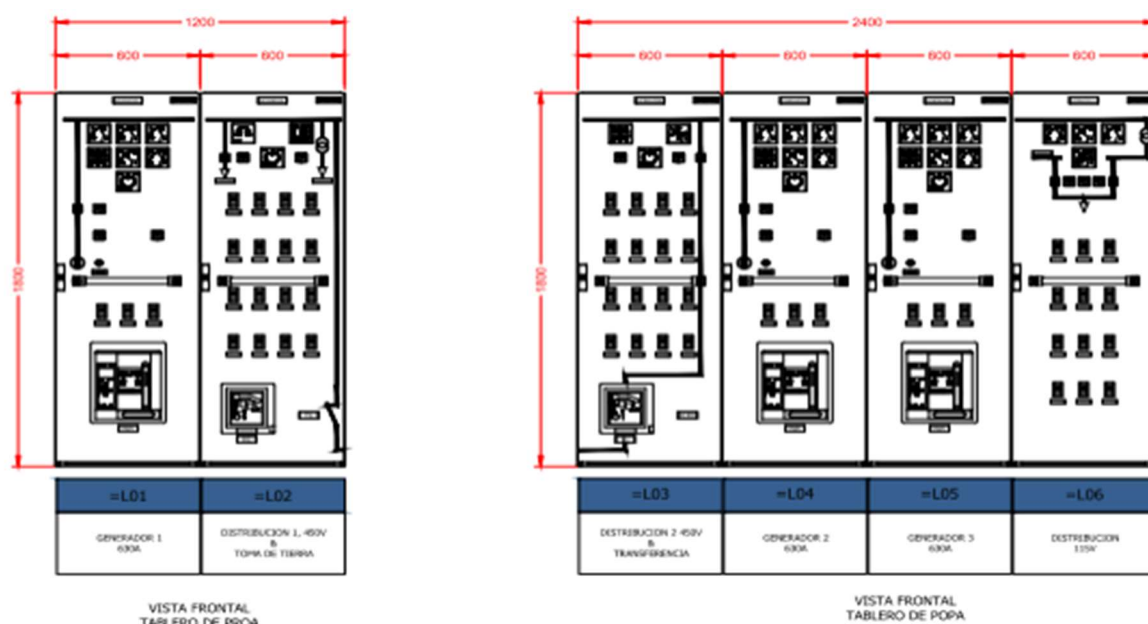 1200
600
600
1800
=L01
=L02
GENERADOR 1
630A
DISTRIBUCION 1, 450V
&
TOMA DE TIERRA
VISTA FRONTAL
TABLERO DE PROA
2400
600
600
600
600
1800
=L03
=L04
=L05
=L06
DISTRIBUCION 2 450V
&
TRANSFERENCIA
GENERADOR 2
630A
GENERADOR 3
630A
DISTRIBUCION
115V
VISTA FRONTAL
TABLERO DE POPA